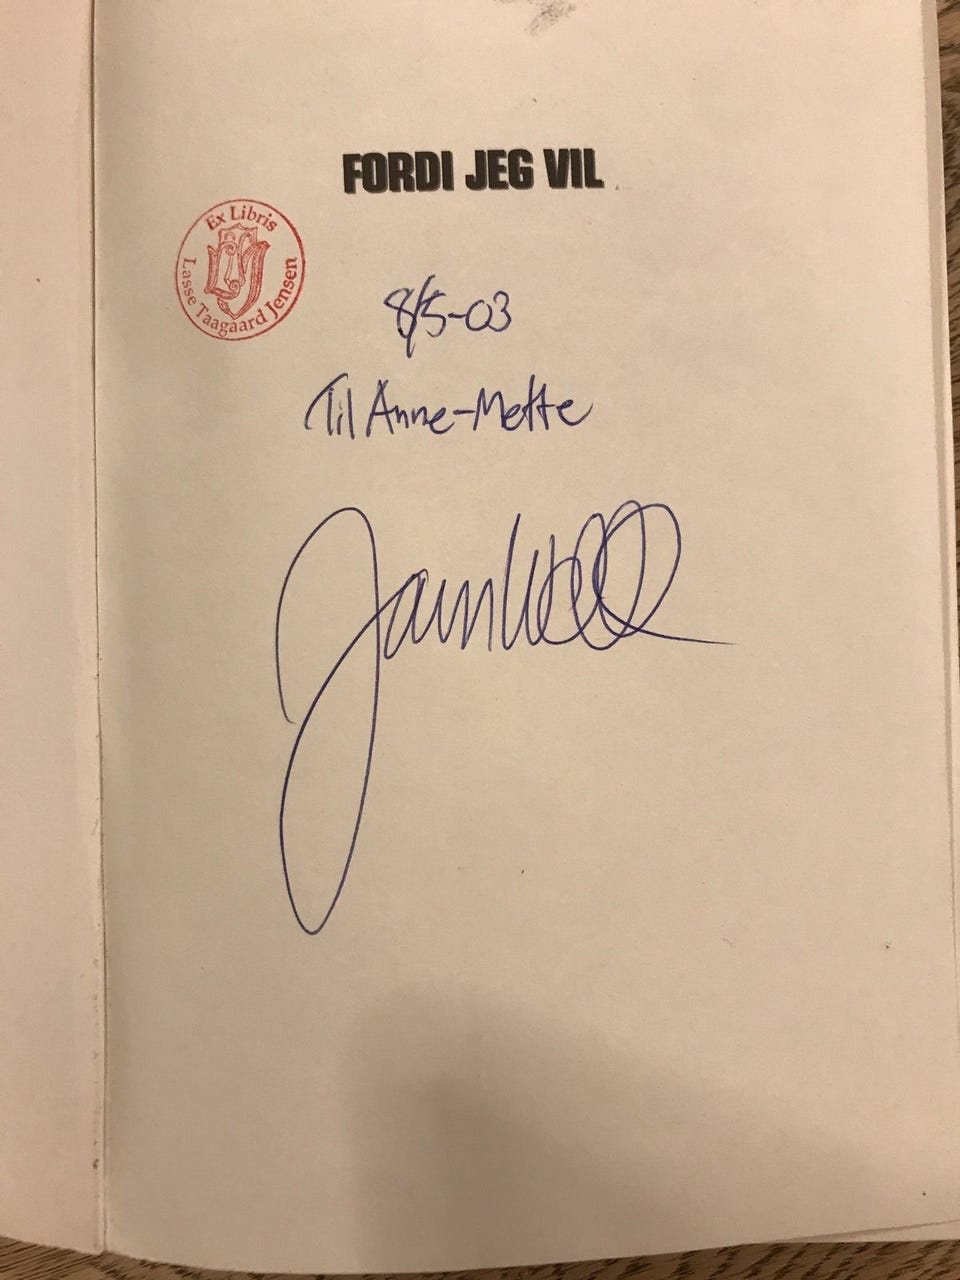 FORDI JEG VIL
Ex Libris
Lasse Taagaard Jensen
8/5-03
Til Anne-Mette